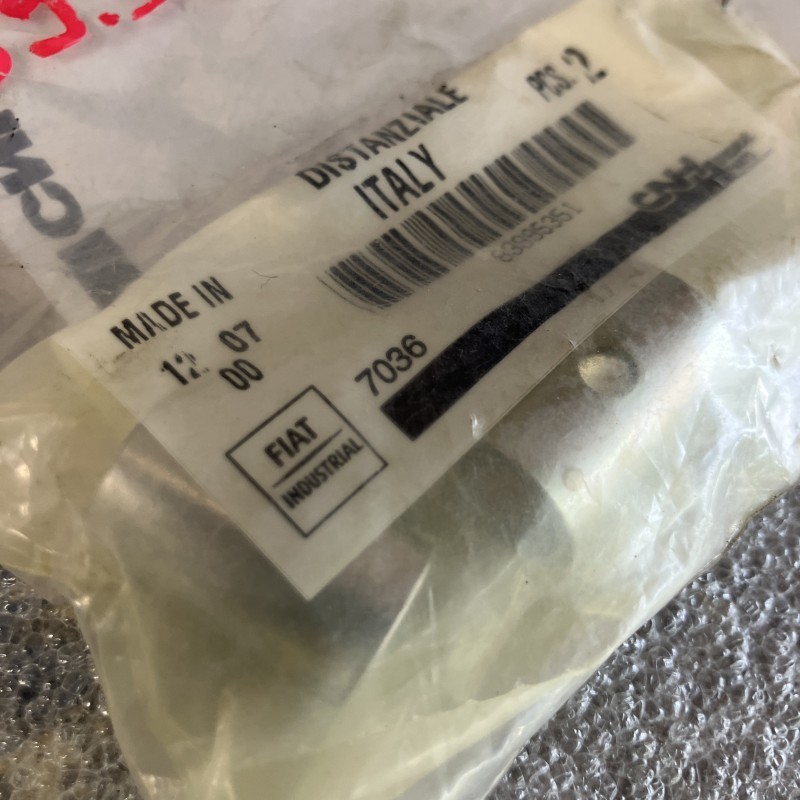 DISTANZIALE
PCS. 2
MADE IN
ITALY
12 07
00
7036
CNH
FIAT
INDUSTRIAL